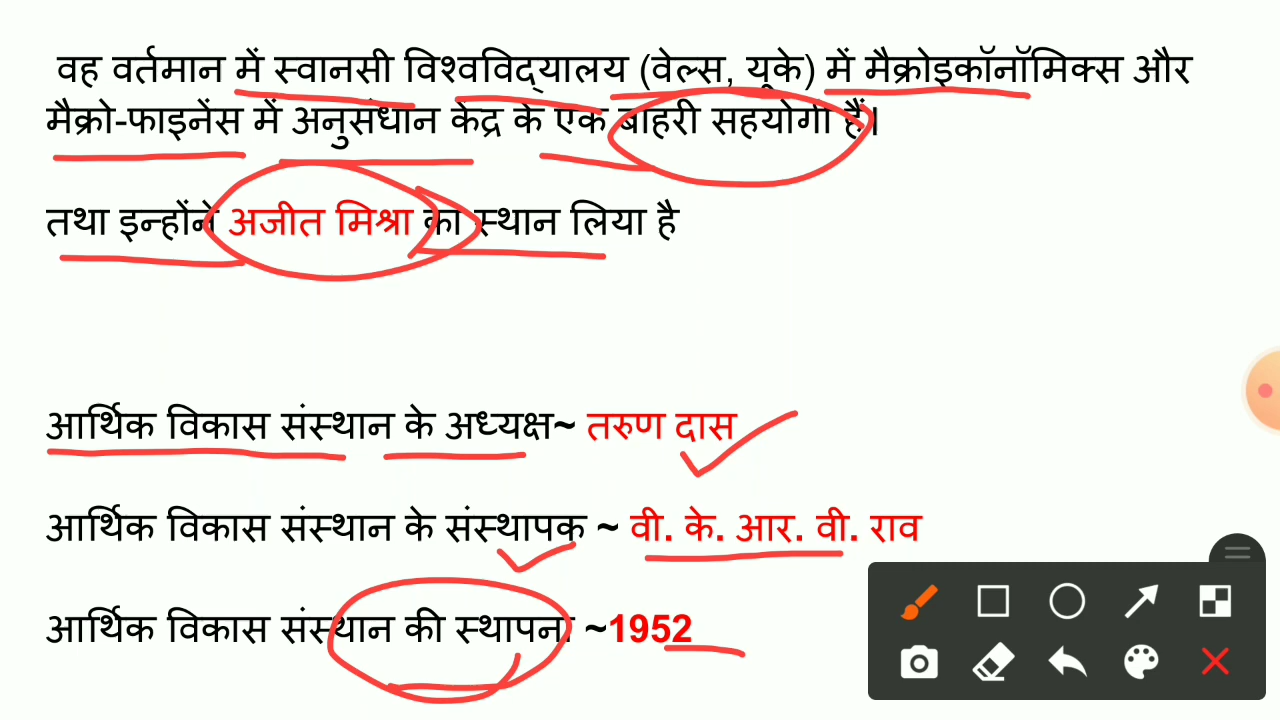 वह वर्तमान में स्वानसी विश्वविद्यालय (वेल्स, यूके) में मैक्रोइकॉनॉमिक्स और
मैक्रो-फाइनेंस में अनुसंधान केंद्र के एक बाहरी सहयोगी हैं।
तथा इन्होंने अजीत मिश्रा का स्थान लिया है
आर्थिक विकास संस्थान के अध्यक्ष~ तरुण दास
आर्थिक विकास संस्थान के संस्थापक ~ वी. के. आर. वी. राव
आर्थिक विकास संस्थान की स्थापना ~1952